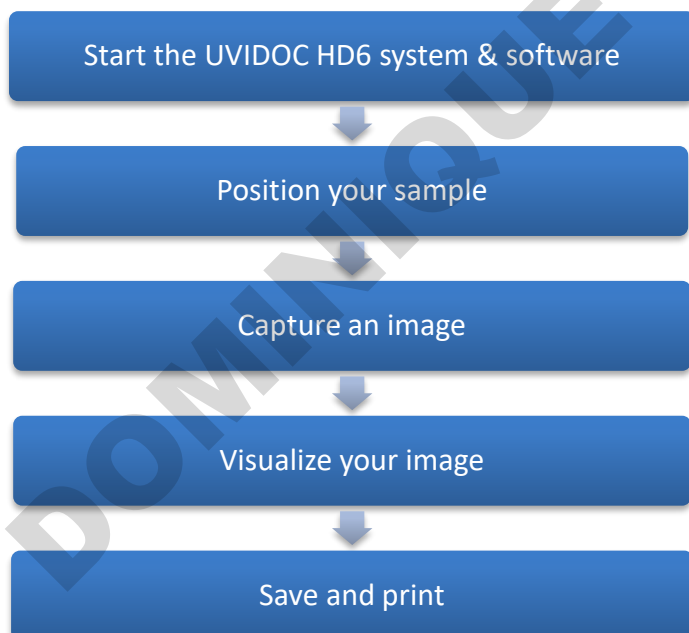 Start the UVIDOC HD6 system & software
Position your sample
Capture an image
Visualize your image
Save and print
DOMINIQUE